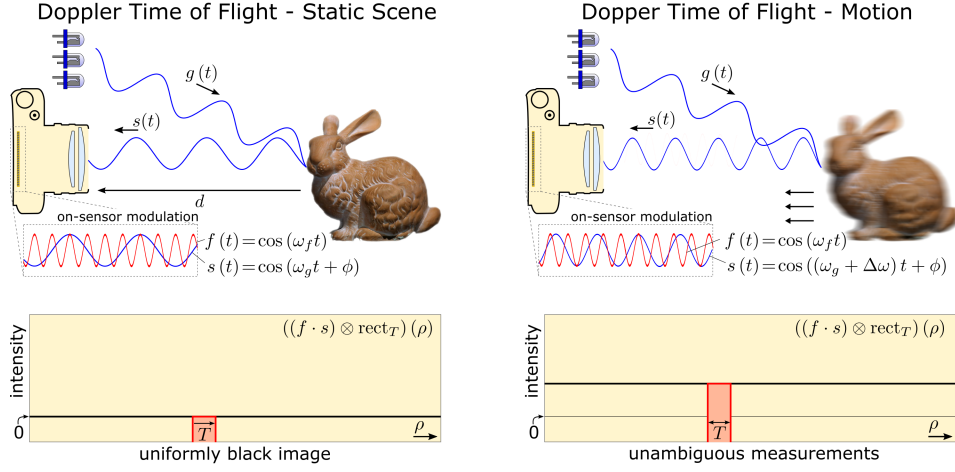 Doppler Time of Flight - Static Scene
g (t)
s(t)
d
on-sensor modulation
f (t) = cos (ω_f t)
s (t) = cos (ω_g t + ϕ)
((f · s) ⊗ rect_T) (ρ)
intensity
0
T
ρ
uniformly black image
Dopper Time of Flight - Motion
g (t)
s(t)
on-sensor modulation
f (t) = cos (ω_f t)
s (t) = cos ((ω_g + Δω) t + ϕ)
((f · s) ⊗ rect_T) (ρ)
intensity
0
T
ρ
unambiguous measurements